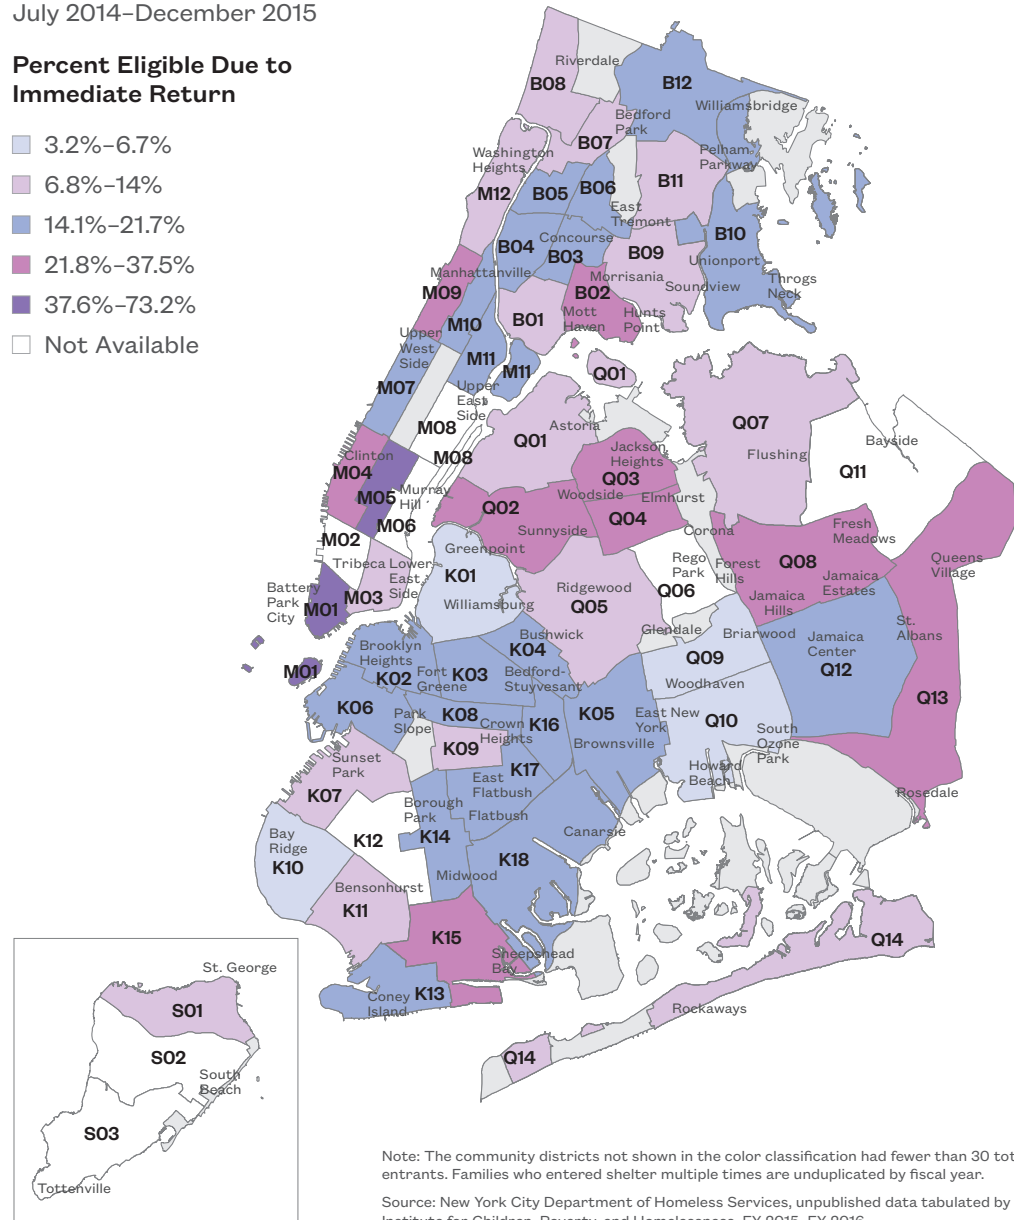 July 2014–December 2015
Percent Eligible Due to
Immediate Return
3.2%–6.7%
6.8%–14%
14.1%–21.7%
21.8%–37.5%
37.6%–73.2%
Not Available
Riverdale
B08
B12
Williamsbridge
Bedford
Park
B07
Washington
Heights
Pelham
Parkway
M12
B05
B06
B11
East
Tremont
B04
Concourse
B03
B09
B10
Unionport
Manhattanville
Morrisania
Soundview
Throgs
Neck
M09
B02
Mott
Haven
Hunts
Point
B01
M10
Upper
West
Side
M11
M11
Q01
M07
Upper
East
Side
M08
Astoria
Q01
Q07
Bayside
M08
Clinton
M04
Jackson
Heights
Q03
Flushing
Q11
M05
Murray
Hill
Woodside
Elmhurst
M06
Q02
Q04
Sunnyside
Corona
Fresh
Meadows
M02
Greenpoint
Tribeca
Lower
East
Side
K01
Rego
Park
Forest
Hills
Q08
Queens
Village
Battery
Park
City
M01
M03
Ridgewood
Q05
Q06
Jamaica
Estates
Jamaica
Hills
Williamsburg
St.
Albans
Glendale
Briarwood
Bushwick
K04
Jamaica
Center
Q12
Brooklyn
Heights
K02
Fort
Greene
K03
Bedford-
Stuyvesant
Q09
M01
Woodhaven
Q13
K06
Park
Slope
K08
Crown
Heights
K16
K05
East New
York
Q10
Brownsville
South
Ozone
Park
K09
Sunset
Park
K17
Howard
Beach
K07
East
Flatbush
Rosedale
Borough
Park
Flatbush
Bay
Ridge
K10
K12
K14
Canarsie
K18
Midwood
Bensonhurst
K11
K15
Sheepshead
Bay
Q14
Coney
Island
K13
Rockaways
Q14
St. George
S01
S02
South
Beach
S03
Tottenville
Note: The community districts not shown in the color classification had fewer than 30 tot
entrants. Families who entered shelter multiple times are unduplicated by fiscal year.
Source: New York City Department of Homeless Services, unpublished data tabulated by
Institute for Children, Poverty, and Homelessness, FY 2015, FY 2016